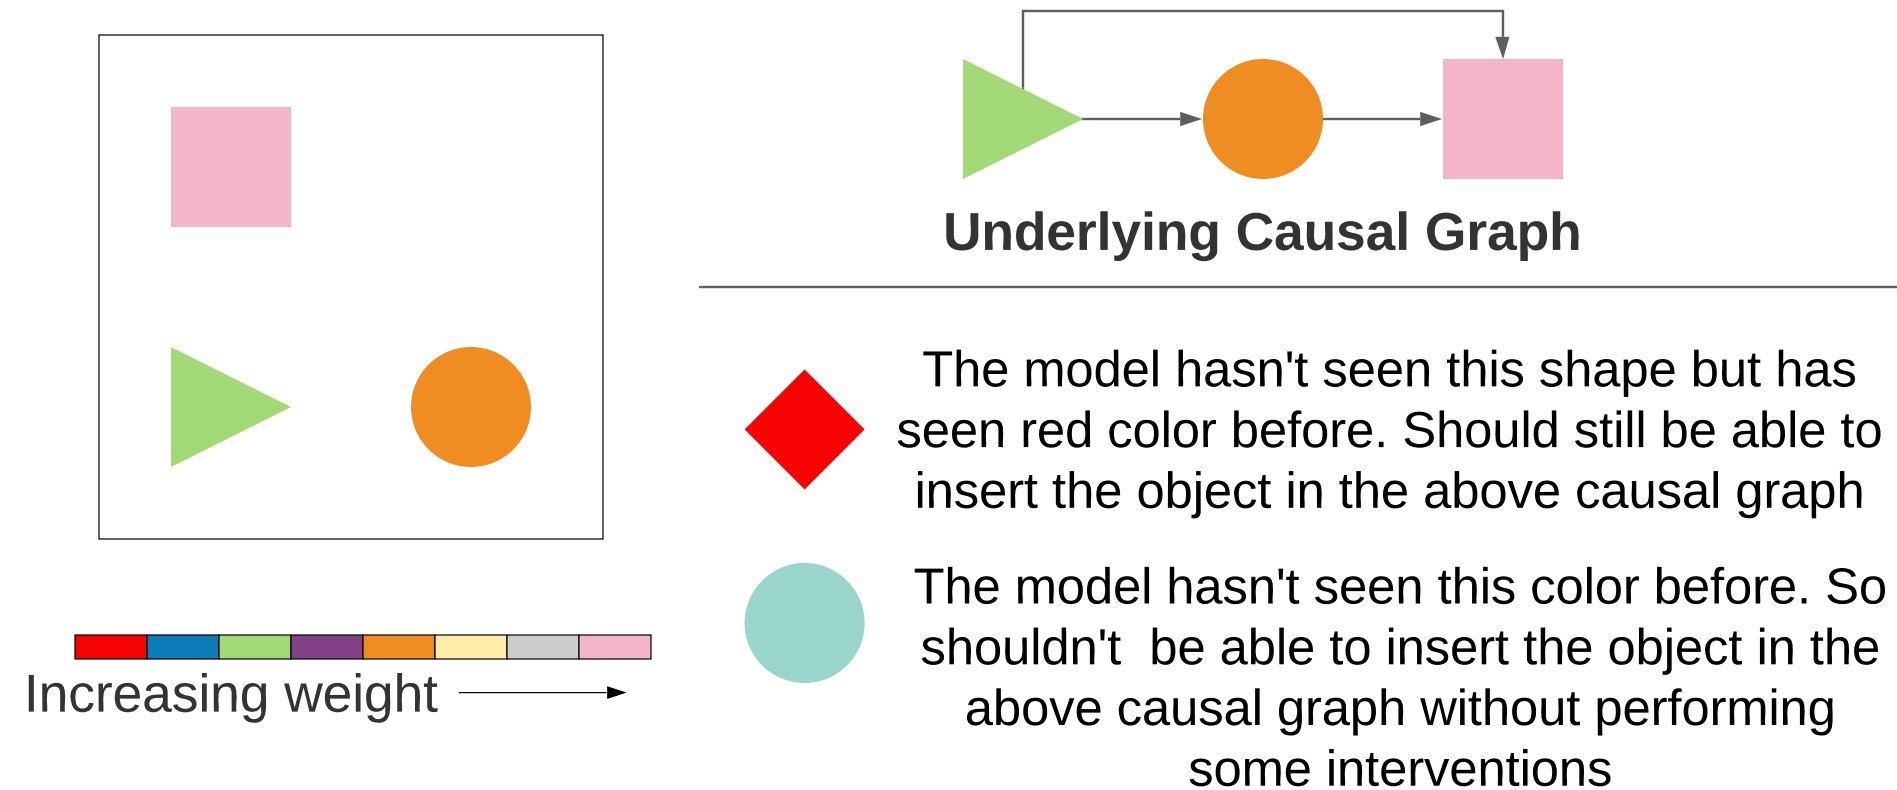 Underlying Causal Graph
The model hasn't seen this shape but has
seen red color before. Should still be able to
insert the object in the above causal graph
The model hasn't seen this color before. So
shouldn't  be able to insert the object in the
above causal graph without performing
some interventions
Increasing weight